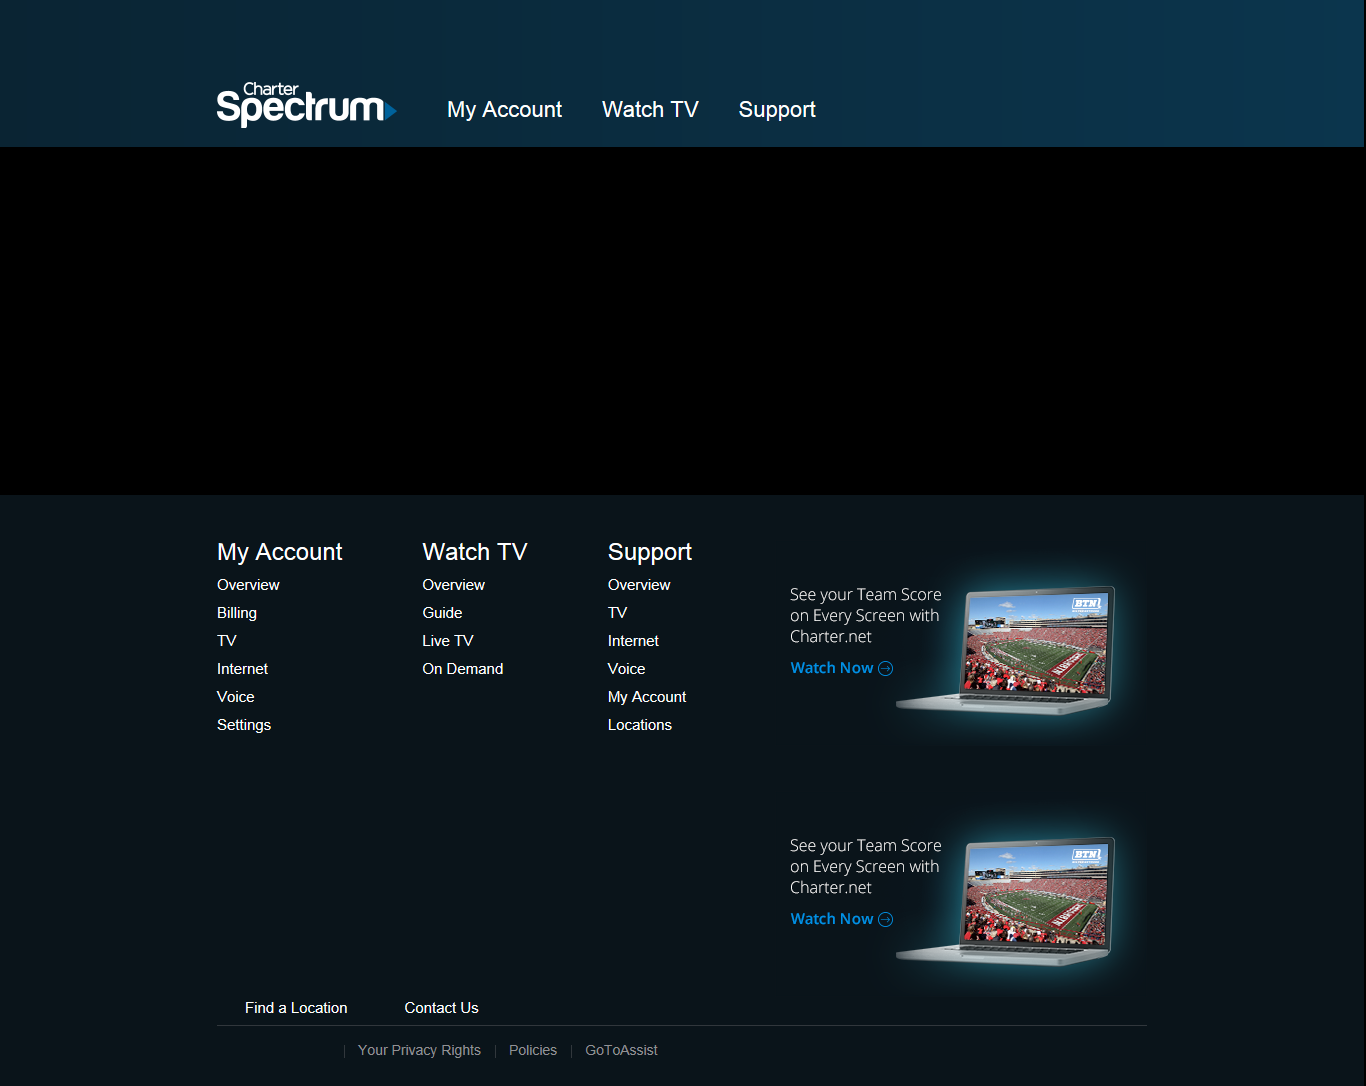 Charter
Spectrum
My Account Watch TV Support
My Account
Overview
Billing
TV
Internet
Voice
Settings
Watch TV
Overview
Guide
Live TV
On Demand
Support
Overview
TV
Internet
Voice
My Account
Locations
See your Team Score
on Every Screen with
Charter.net
Watch Now
BTN
See your Team Score
on Every Screen with
Charter.net
Watch Now
BTN
Find a Location Contact Us
Your Privacy Rights | Policies | GoToAssist